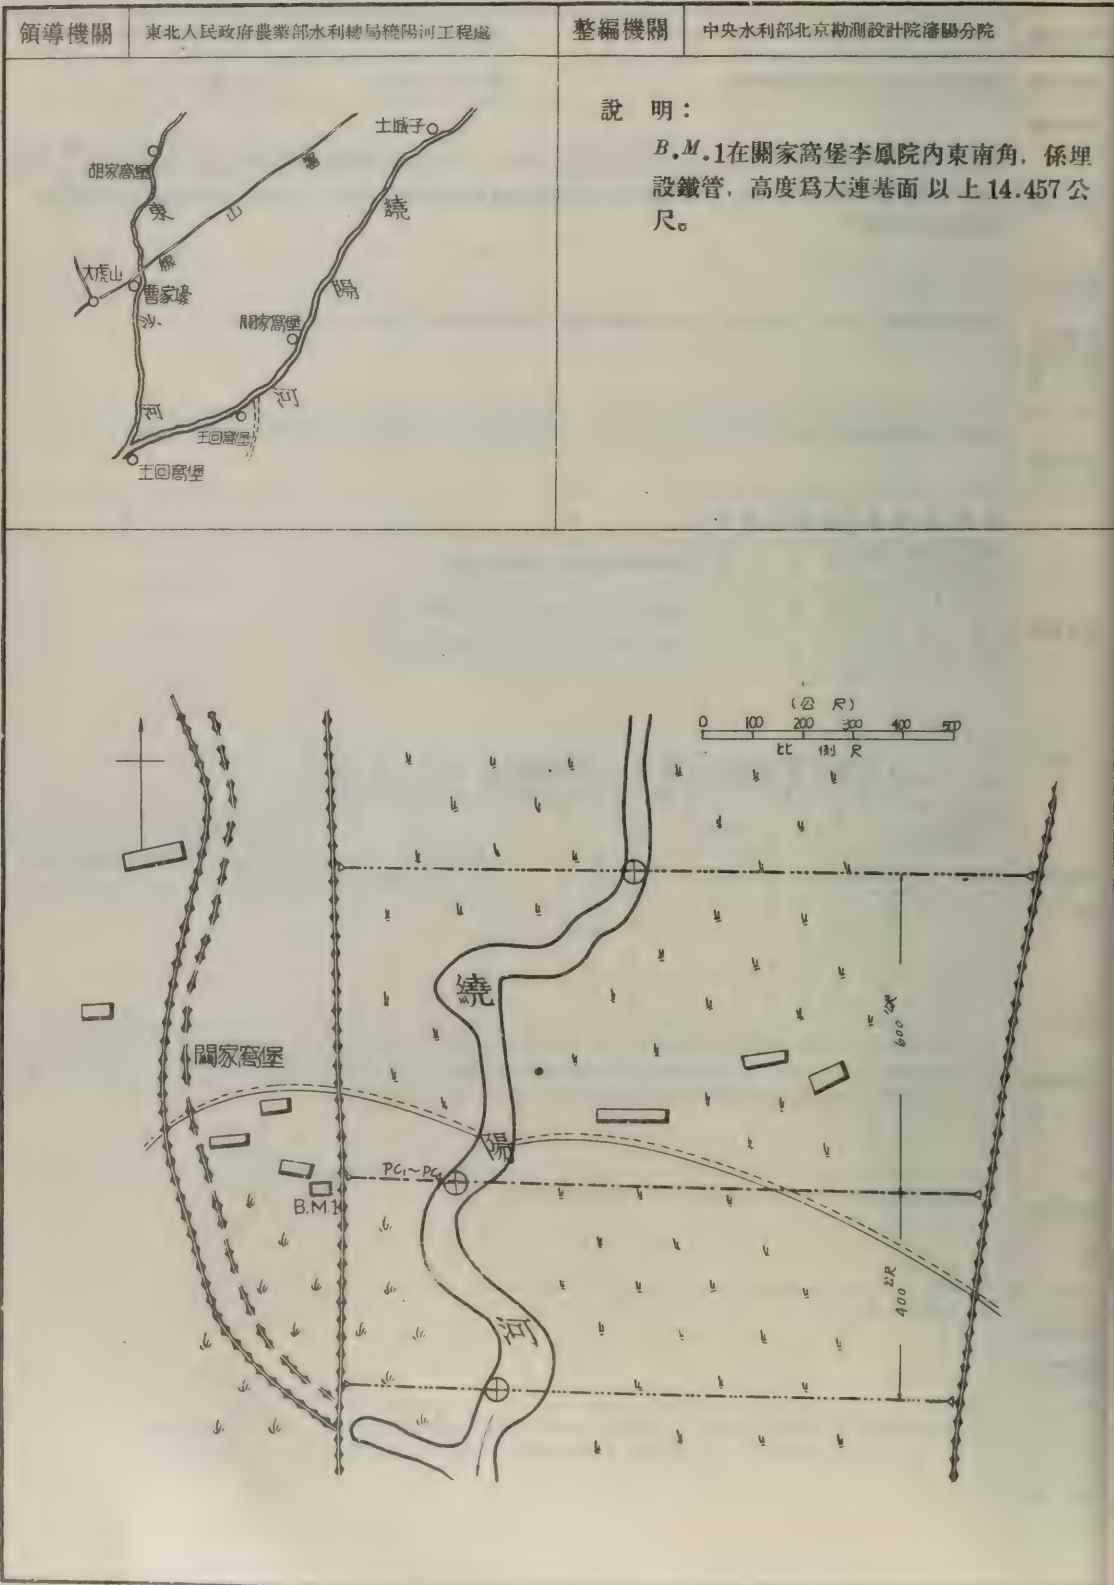 領導機關
東北人民政府農業部水利總局繞陽河工程處
整編機關
中央水利部北京勘測設計院瀋陽分院
說 明：
B.M.1在關家窩堡李鳳院內東南角，係埋
設鐵管，高度爲大連基面以上14.457公
尺。
土城子
胡家窩堡
東
瀋
山
線
繞
大虎山
曹家壕
陽
沙
關家窩堡
河
河
王回窩堡
王回窩堡
(公 尺)
0 100 200 300 400 500
比 例 尺
繞
600公尺
關家窩堡
陽
PC₁~PC₄
B.M.1
400公尺
河